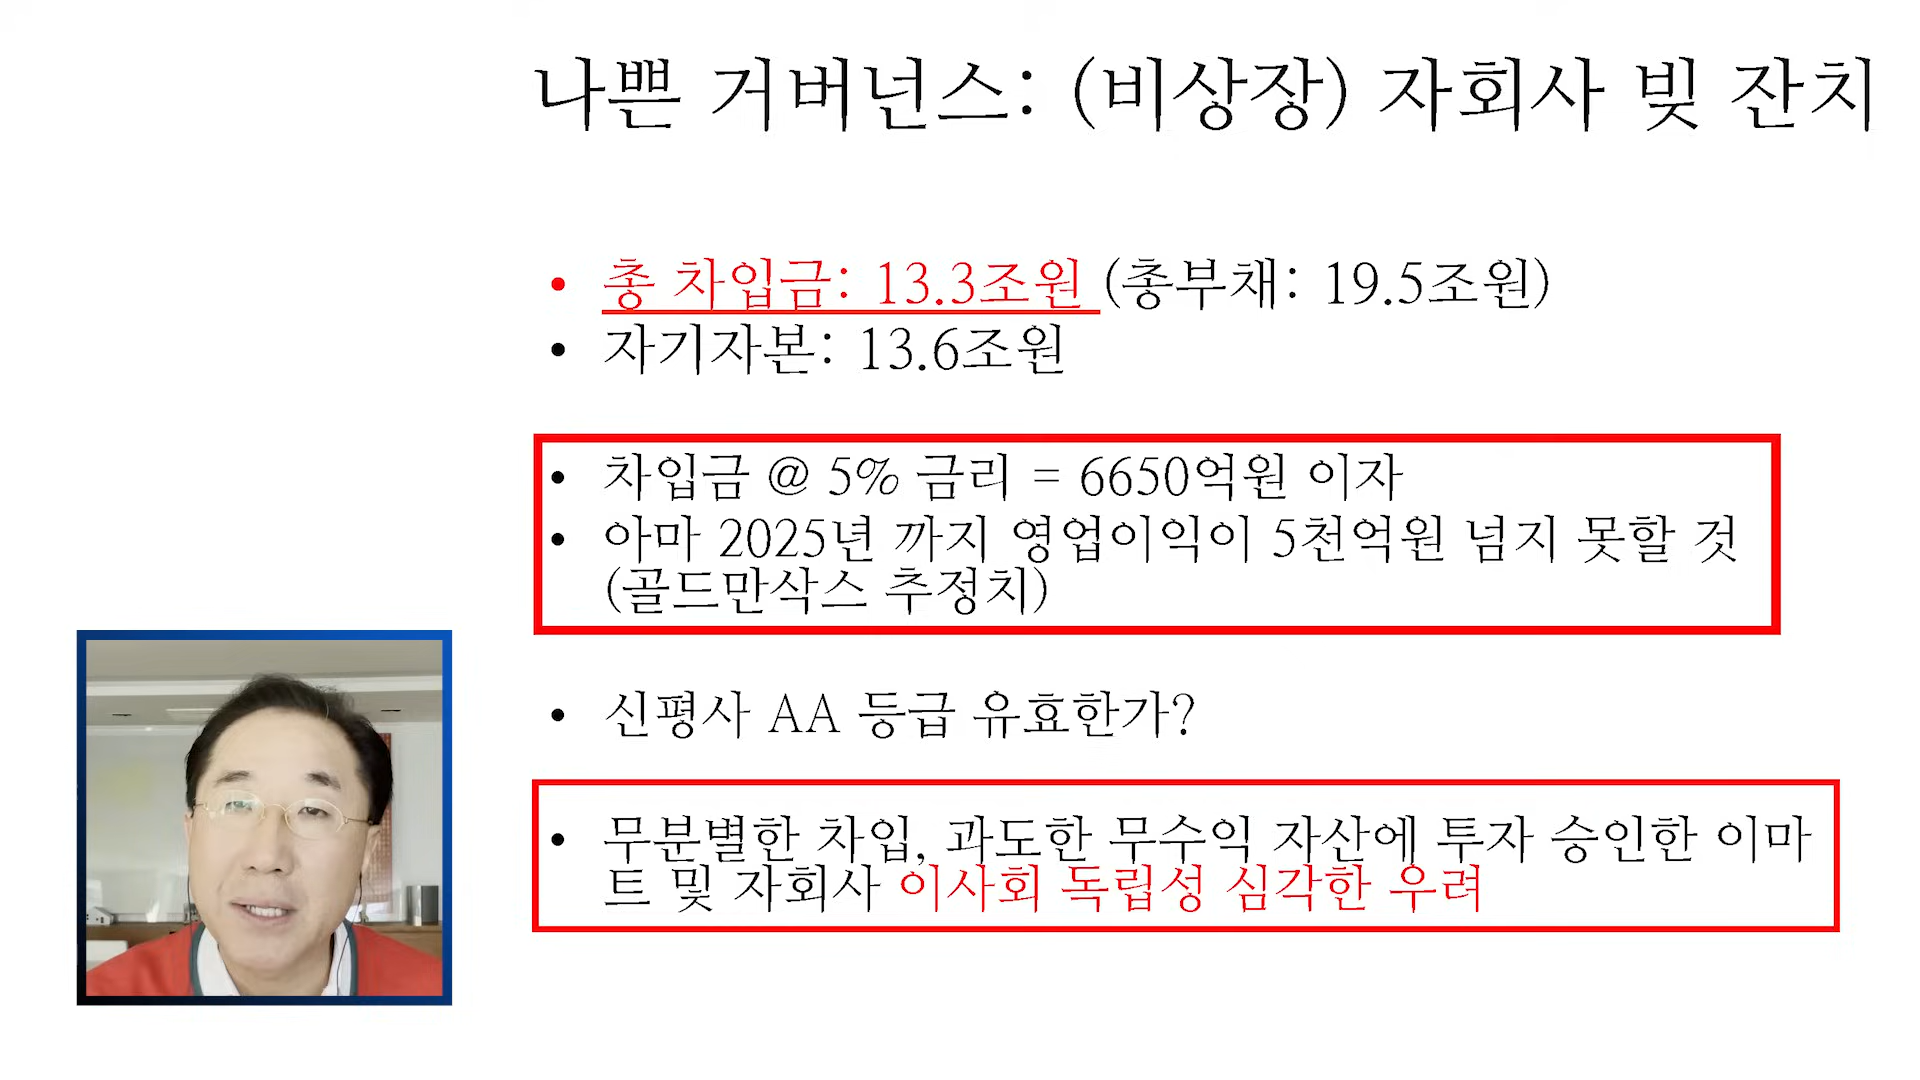 나쁜 거버넌스: (비상장) 자회사 빚 잔치
• 총 차입금: 13.3조원 (총부채: 19.5조원)
• 자기자본: 13.6조원
• 차입금 @ 5% 금리 = 6650억원 이자
• 아마 2025년 까지 영업이익이 5천억원 넘지 못할 것
(골드만삭스 추정치)
• 신평사 AA 등급 유효한가?
• 무분별한 차입, 과도한 무수익 자산에 투자 승인한 이마
트 및 자회사 이사회 독립성 심각한 우려